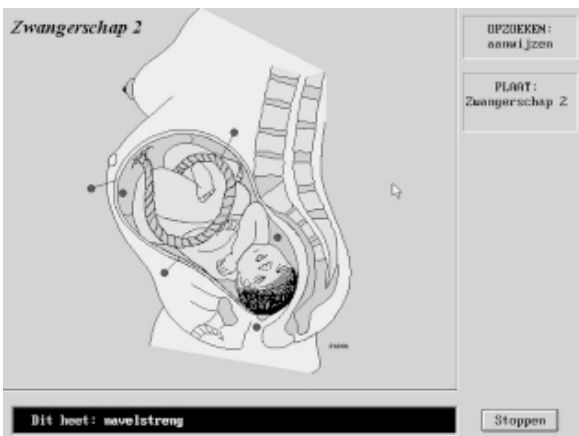 Zwangerschap 2
OPZOEKEN:
aanwijzen
PLAAT:
Zwangerschap 2
Dit heet: navelstreng
Stoppen